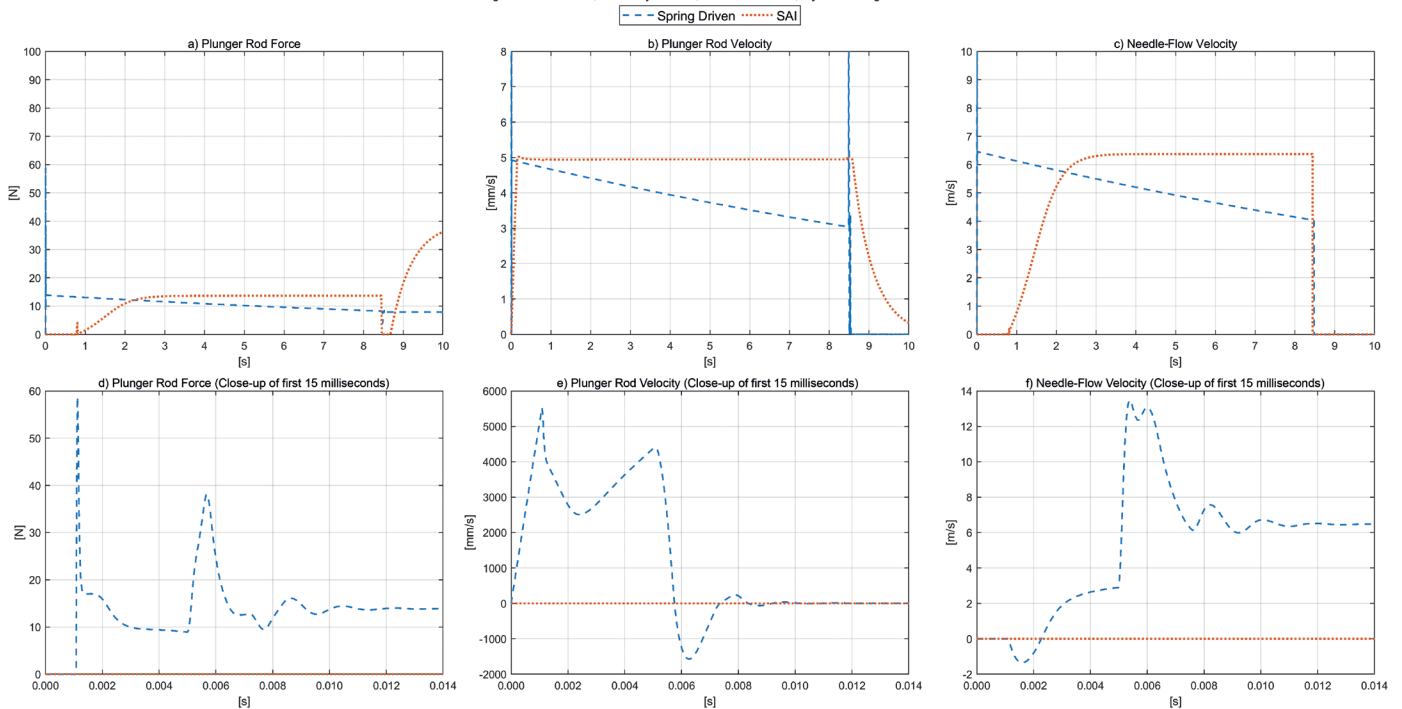 Spring Driven SAI
a) Plunger Rod Force
100
90
80
70
60
50
40
30
20
10
0
[N]
0 1 2 3 4 5 6 7 8 9 10
[s]
b) Plunger Rod Velocity
8
7
6
5
4
3
2
1
0
[mm/s]
0 1 2 3 4 5 6 7 8 9 10
[s]
c) Needle-Flow Velocity
10
9
8
7
6
5
4
3
2
1
0
[m/s]
0 1 2 3 4 5 6 7 8 9 10
[s]
d) Plunger Rod Force (Close-up of first 15 milliseconds)
60
50
40
30
20
10
0
[N]
0.000 0.002 0.004 0.006 0.008 0.010 0.012 0.014
[s]
e) Plunger Rod Velocity (Close-up of first 15 milliseconds)
6000
5000
4000
3000
2000
1000
0
-1000
-2000
[mm/s]
0.000 0.002 0.004 0.006 0.008 0.010 0.012 0.014
[s]
f) Needle-Flow Velocity (Close-up of first 15 milliseconds)
14
12
10
8
6
4
2
0
-2
[m/s]
0.000 0.002 0.004 0.006 0.008 0.010 0.012 0.014
[s]